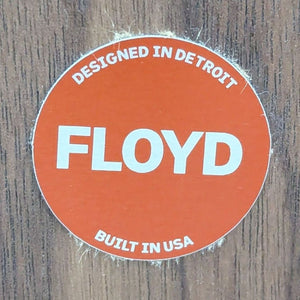 DESIGNED IN DETROIT
FLOYD
BUILT IN USA